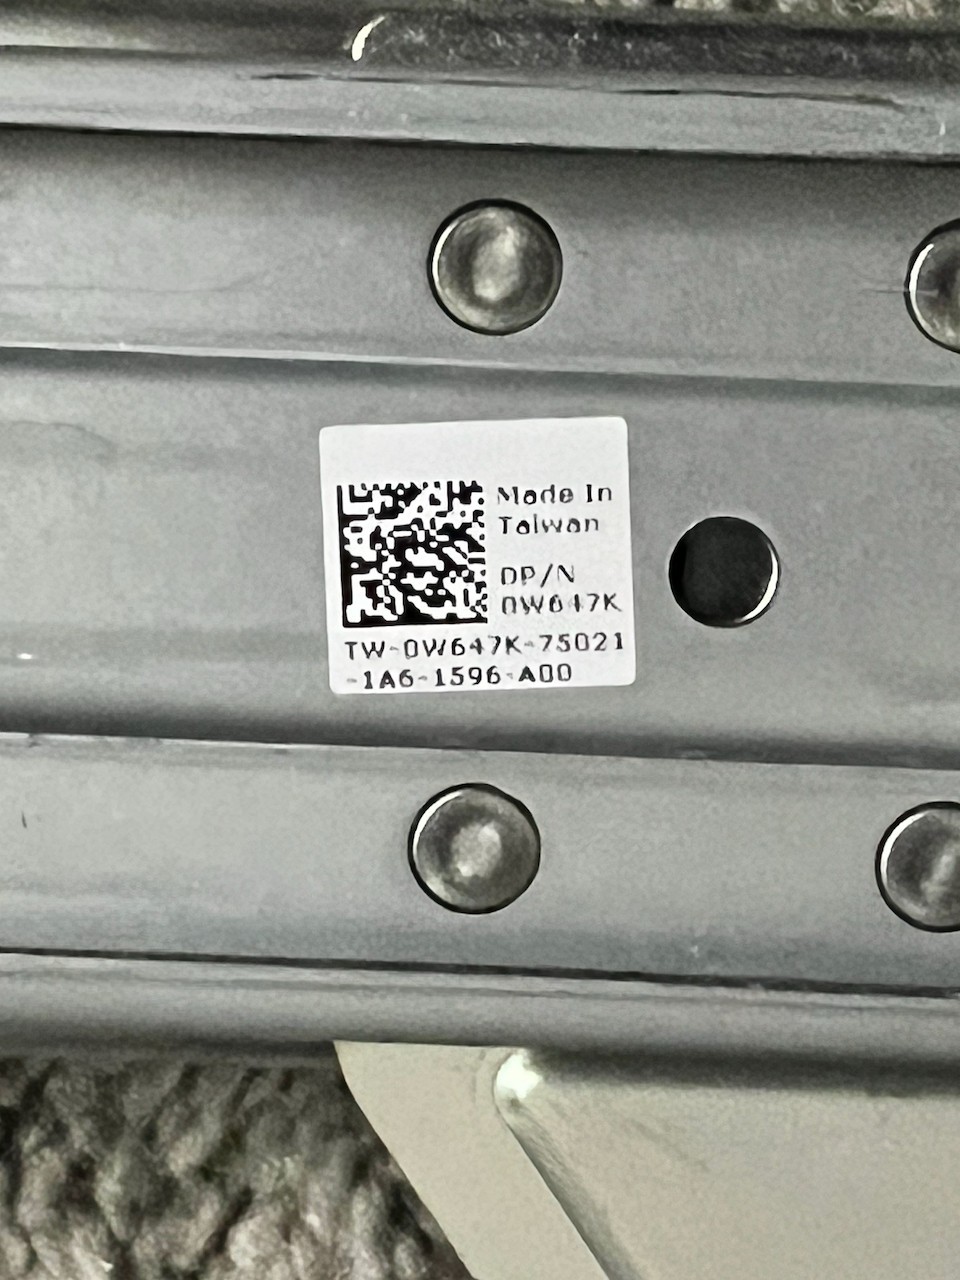 Made In
Taiwan
DP/N
0W647K
TW-0W647K-75021
-1A6-1596-A00